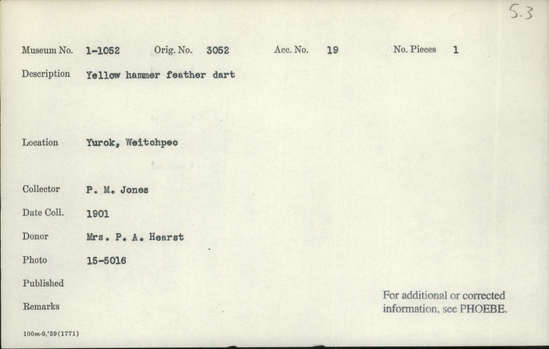 5.3
Museum No. 1-1052 Orig. No. 3052 Acc. No. 19 No. Pieces 1
Description Yellow hammer feather dart
Location Yurok, Weitchpec
Collector P. M. Jones
Date Coll. 1901
Donor Mrs. P. A. Hearst
Photo 15-5016
Published
Remarks
For additional or corrected
information, see PHOEBE.
100m-9,'39(1771)